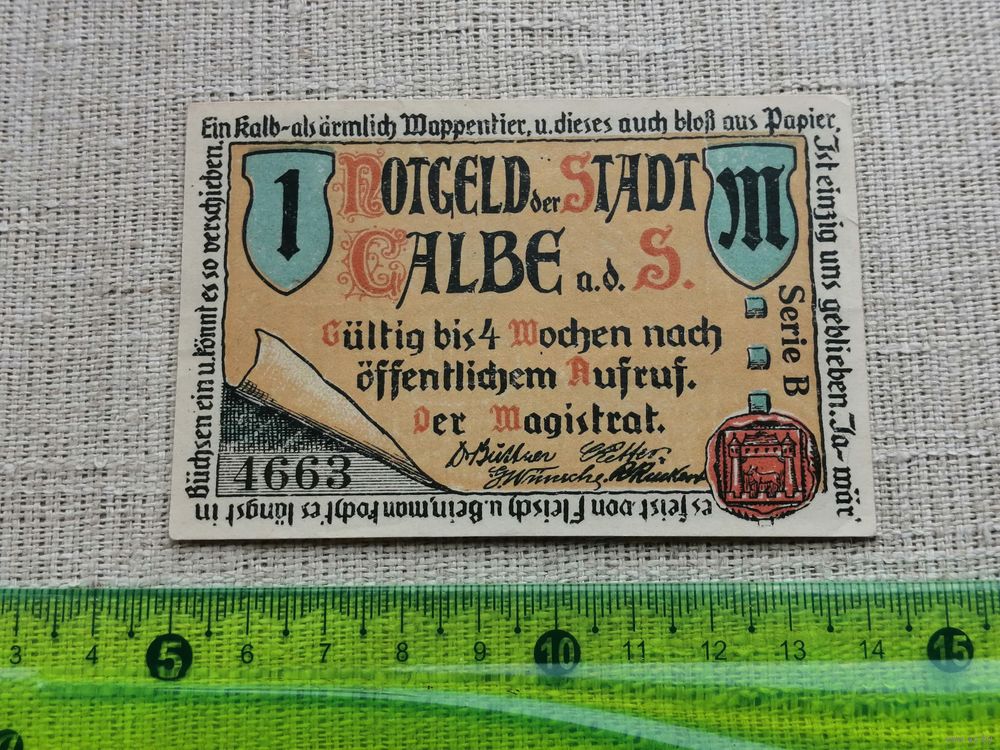 Ein Kalb-als ärmlich Wappentier, u. dieses auch bloß aus Papier,
Ist einzig uns geblieben. Ja-wär'
es feist von Fleisch u. Bein, man kocht' es längst in
Büchsen ein u. könnt es so verschieben.
1
NOTGELD der STADT
M
CALBE a.d. S.
Gültig bis 4 Wochen nach
öffentlichem Aufruf.
Der Magistrat.
Serie B
4663
3 4 5 6 7 8 9 10 11 12 13 14 15